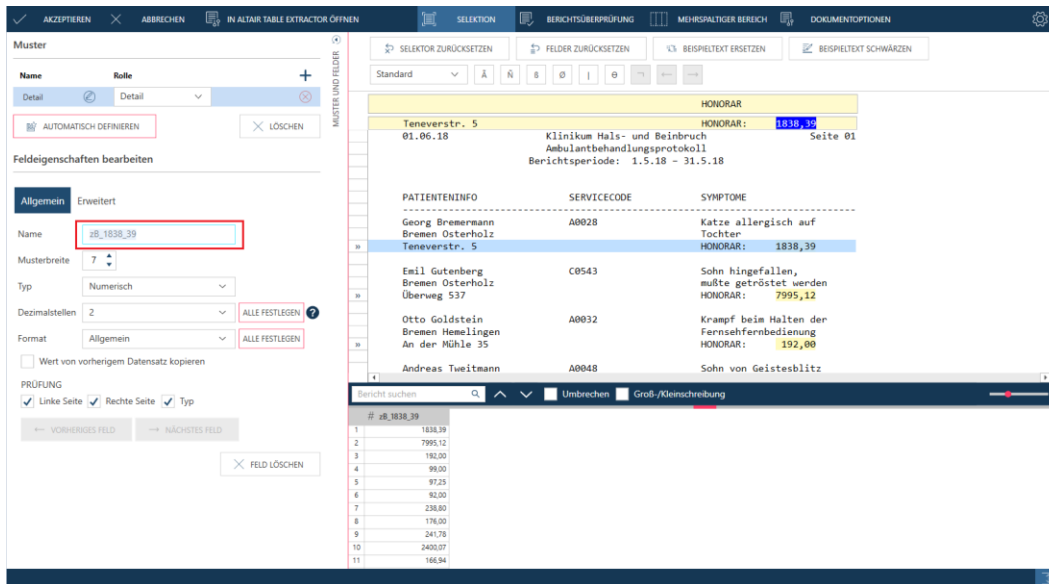 AKZEPTIEREN ABBRECHEN IN ALTAIR TABLE EXTRACTOR ÖFFNEN SELEKTION BERICHTSÜBERPRÜFUNG MEHRSPALTIGER BEREICH DOKUMENTOPTIONEN
Muster
Name Rolle
Detail Detail
AUTOMATISCH DEFINIEREN LÖSCHEN
Feldeigenschaften bearbeiten
Allgemein Erweitert
Name zB_1838_39
Musterbreite 7
Typ Numerisch
Dezimalstellen 2 ALLE FESTLEGEN ?
Format Allgemein ALLE FESTLEGEN
Wert von vorherigem Datensatz kopieren
PRÜFUNG
Linke Seite Rechte Seite Typ
← VORHERIGES FELD → NÄCHSTES FELD
FELD LÖSCHEN
MUSTER UND FELDER
SELEKTOR ZURÜCKSETZEN FELDER ZURÜCKSETZEN BEISPIELTEXT ERSETZEN BEISPIELTEXT SCHWÄRZEN
Standard Ã Ñ ß Ø | ɵ ¬ ← →
HONORAR
Teneverstr. 5 HONORAR: 1838,39
01.06.18 Klinikum Hals- und Beinbruch Seite 01
Ambulantbehandlungsprotokoll
Berichtsperiode: 1.5.18 - 31.5.18
PATIENTENINFO SERVICECODE SYMPTOME
Georg Bremermann A0028 Katze allergisch auf
Bremen Osterholz Tochter
» Teneverstr. 5 HONORAR: 1838,39
Emil Gutenberg C0543 Sohn hingefallen,
Bremen Osterholz mußte getröstet werden
» Überweg 537 HONORAR: 7995,12
Otto Goldstein A0032 Krampf beim Halten der
Bremen Hemelingen Fernsehfernbedienung
» An der Mühle 35 HONORAR: 192,00
Andreas Tweitmann A0048 Sohn von Geistesblitz
Bericht suchen Umbrechen Groß-/Kleinschreibung
# zB_1838_39
1 1838,39
2 7995,12
3 192,00
4 99,00
5 97,25
6 92,00
7 238,80
8 176,00
9 241,78
10 2400,07
11 166,94